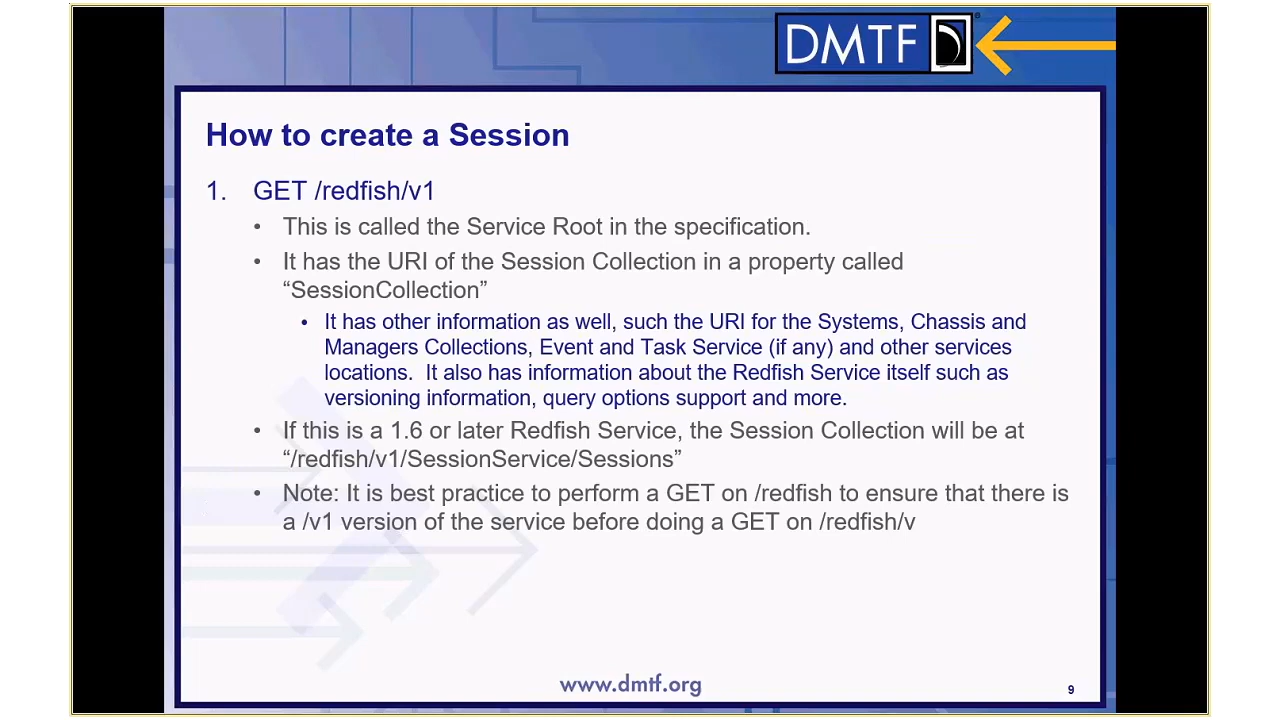 DMTF
How to create a Session
1. GET /redfish/v1
• This is called the Service Root in the specification.
• It has the URI of the Session Collection in a property called
“SessionCollection”
• It has other information as well, such the URI for the Systems, Chassis and
Managers Collections, Event and Task Service (if any) and other services
locations. It also has information about the Redfish Service itself such as
versioning information, query options support and more.
• If this is a 1.6 or later Redfish Service, the Session Collection will be at
“/redfish/v1/SessionService/Sessions”
• Note: It is best practice to perform a GET on /redfish to ensure that there is
a /v1 version of the service before doing a GET on /redfish/v
www.dmtf.org
9